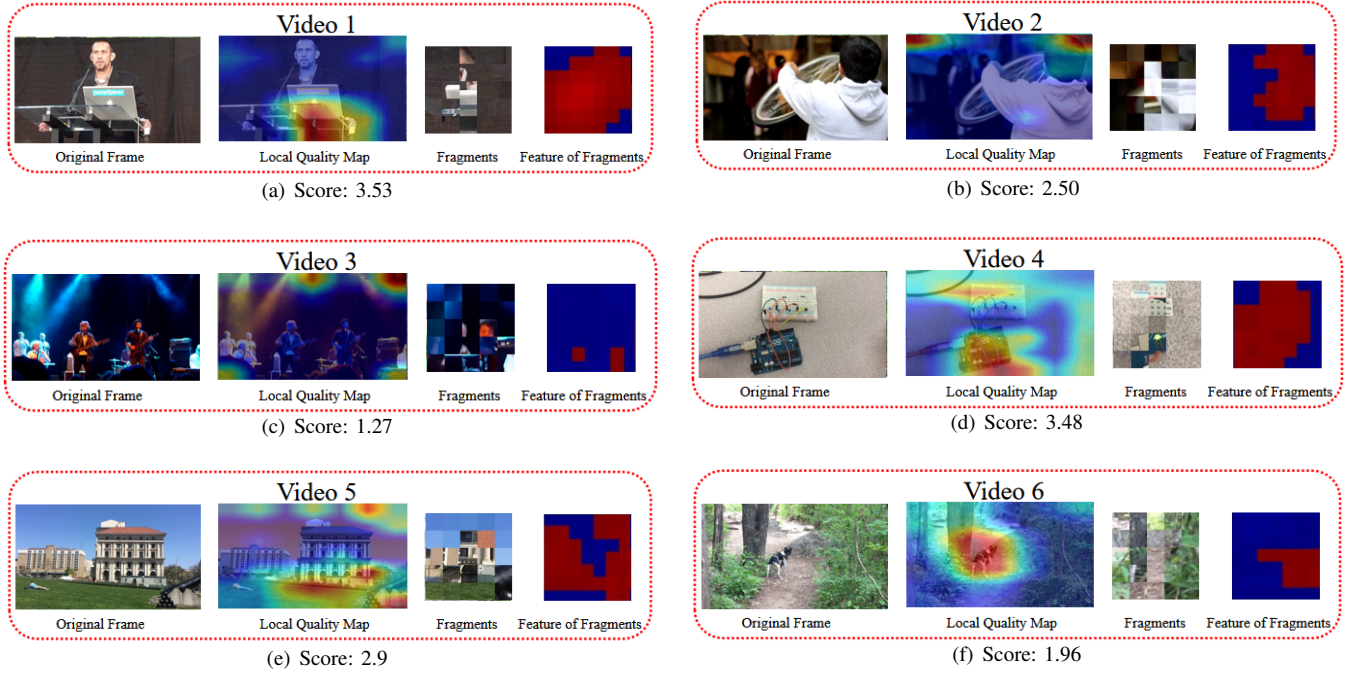 Video 1
Original Frame Local Quality Map Fragments Feature of Fragments
(a) Score: 3.53
Video 2
Original Frame Local Quality Map Fragments Feature of Fragments
(b) Score: 2.50
Video 3
Original Frame Local Quality Map Fragments Feature of Fragments
(c) Score: 1.27
Video 4
Original Frame Local Quality Map Fragments Feature of Fragments
(d) Score: 3.48
Video 5
Original Frame Local Quality Map Fragments Feature of Fragments
(e) Score: 2.9
Video 6
Original Frame Local Quality Map Fragments Feature of Fragments
(f) Score: 1.96